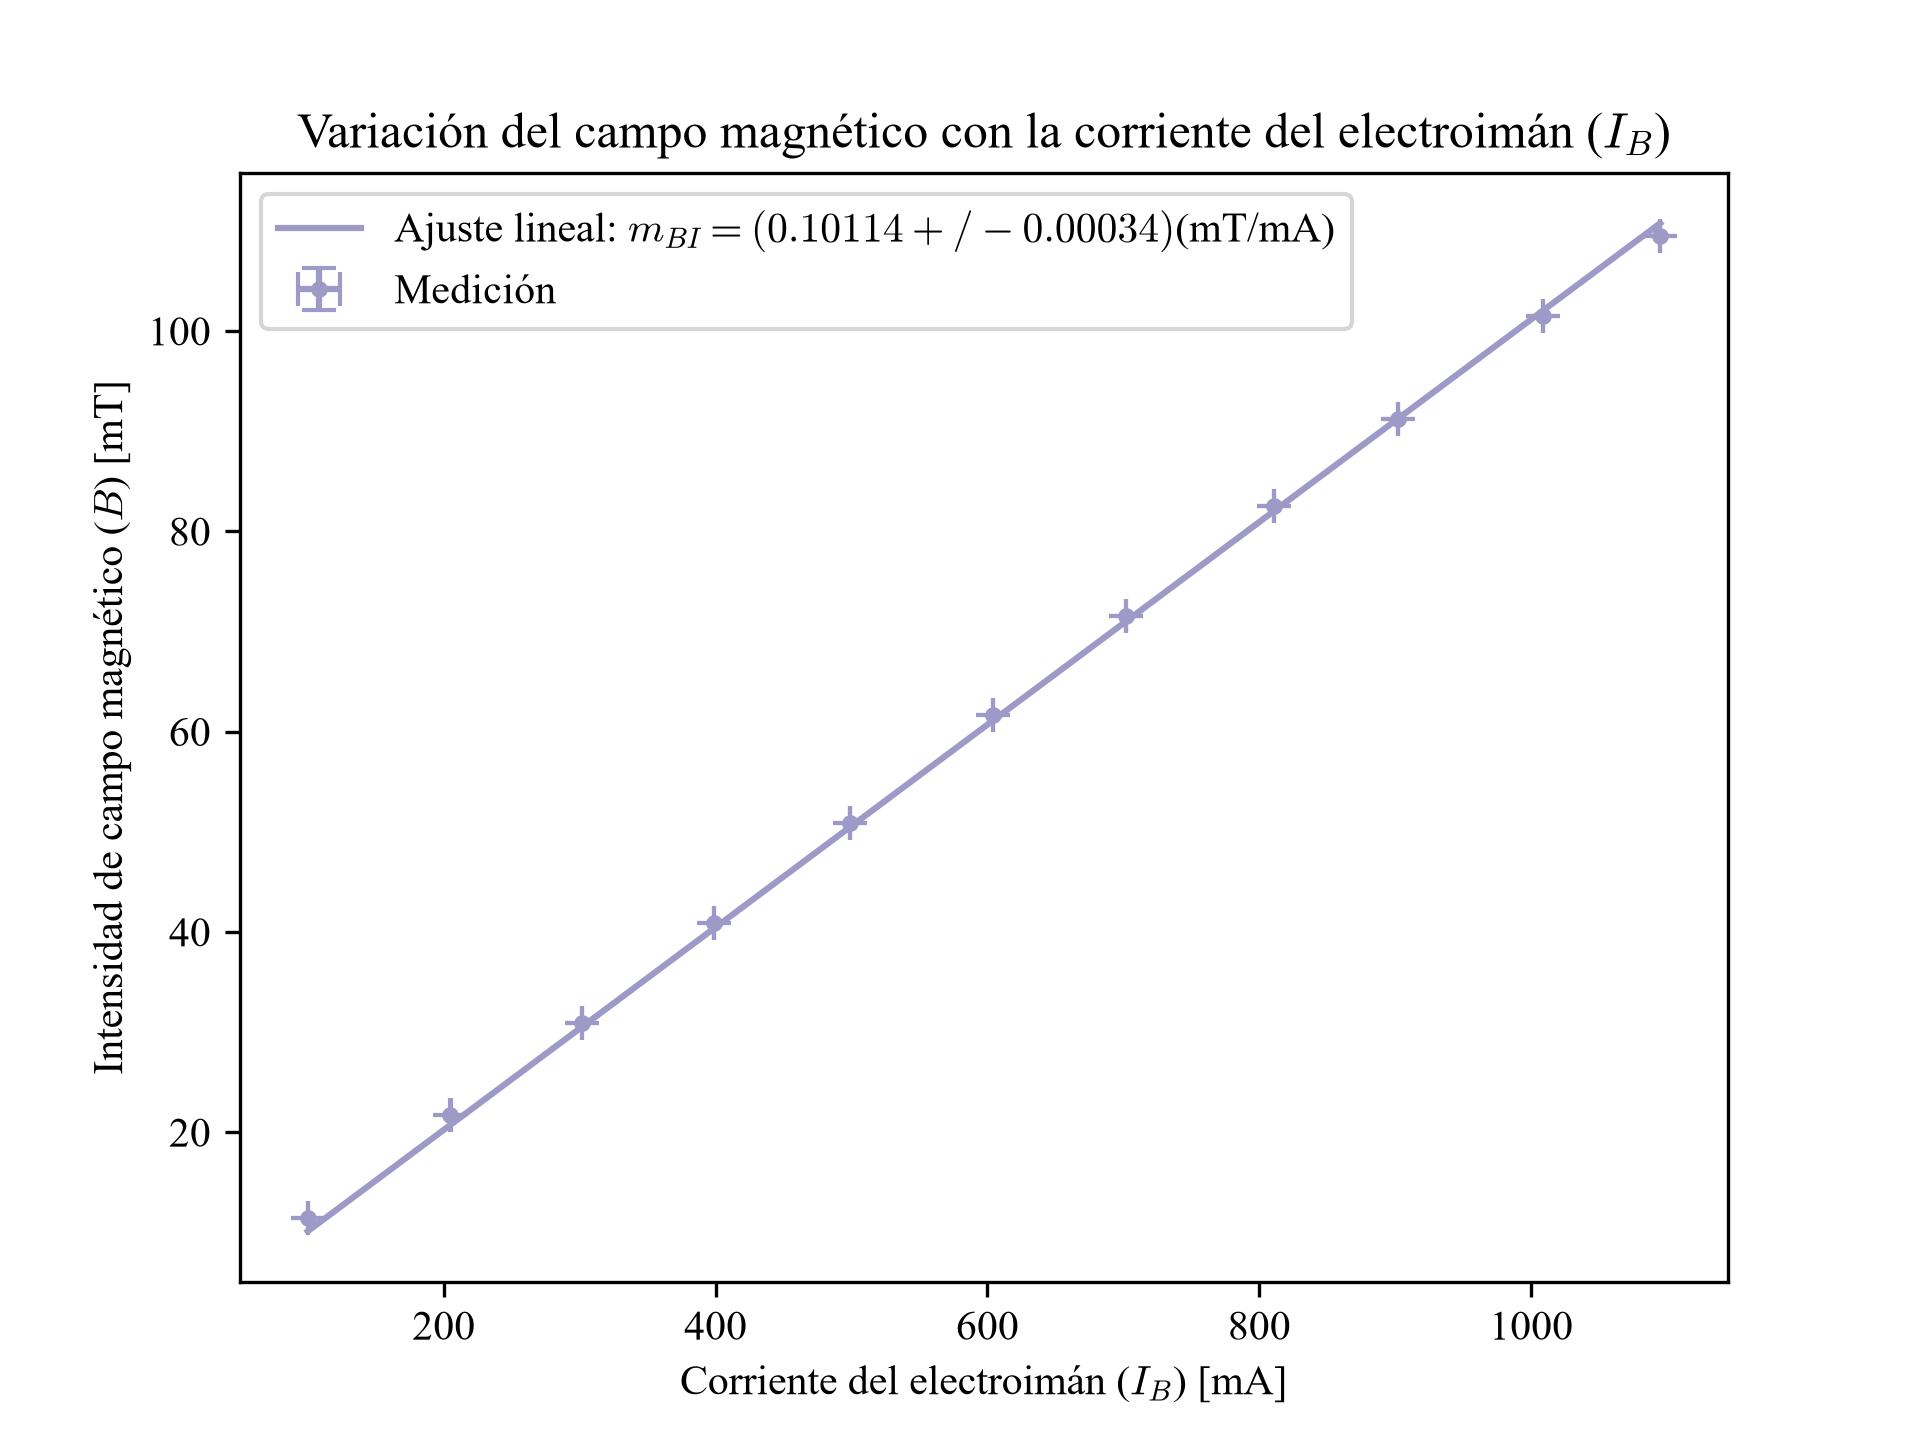 Variación del campo magnético con la corriente del electroimán (I_B)
Ajuste lineal: m_{BI} = (0.10114 + / − 0.00034)(mT/mA)
Medición
Intensidad de campo magnético (B) [mT]
100
80
60
40
20
200 400 600 800 1000
Corriente del electroimán (I_B) [mA]